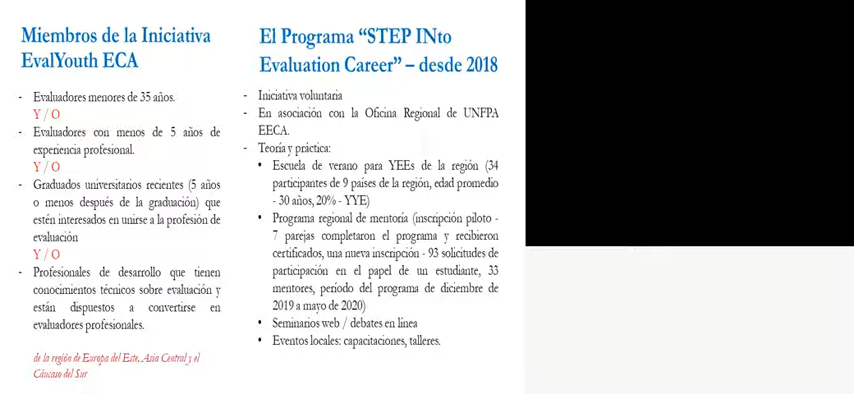 Miembros de la Iniciativa
EvalYouth ECA
- Evaluadores menores de 35 años.
Y / O
- Evaluadores con menos de 5 años de
experiencia profesional.
Y / O
- Graduados universitarios recientes (5 años
o menos después de la graduación) que
estén interesados en unirse a la profesión de
evaluación
Y / O
- Profesionales de desarrollo que tienen
conocimientos técnicos sobre evaluación y
están dispuestos a convertirse en
evaluadores profesionales.
de la región de Europa del Este, Asia Central y el
Cáucaso del Sur
El Programa “STEP INto
Evaluation Career” – desde 2018
- Iniciativa voluntaria
- En asociación con la Oficina Regional de UNFPA
EECA.
- Teoría y práctica:
• Escuela de verano para YEEs de la región (34
participantes de 9 países de la región, edad promedio
- 30 años, 20% - YYE)
• Programa regional de mentoría (inscripción piloto -
7 parejas completaron el programa y recibieron
certificados, una nueva inscripción - 93 solicitudes de
participación en el papel de un estudiante, 33
mentores, período del programa de diciembre de
2019 a mayo de 2020)
• Seminarios web / debates en línea
• Eventos locales: capacitaciones, talleres.